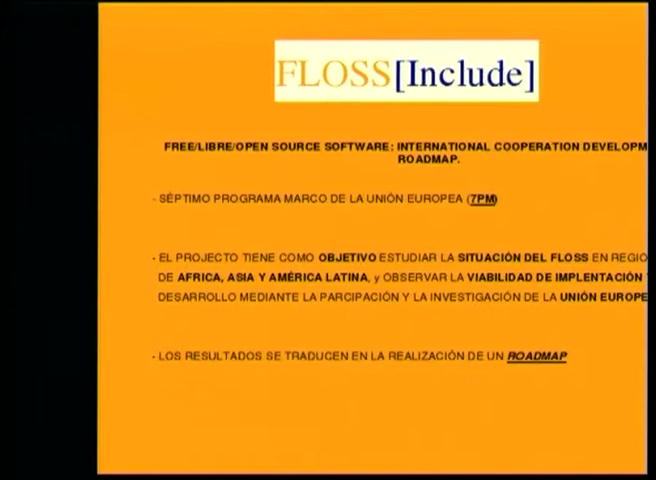 FLOSS[Include]
FREE/LIBRE/OPEN SOURCE SOFTWARE: INTERNATIONAL COOPERATION DEVELOPM
ROADMAP.
- SÉPTIMO PROGRAMA MARCO DE LA UNIÓN EUROPEA (7PM)
- EL PROJECTO TIENE COMO OBJETIVO ESTUDIAR LA SITUACIÓN DEL FLOSS EN REGIO
DE AFRICA, ASIA Y AMÉRICA LATINA, y OBSERVAR LA VIABILIDAD DE IMPLENTACIÓN Y
DESARROLLO MEDIANTE LA PARCIPACIÓN Y LA INVESTIGACIÓN DE LA UNIÓN EUROPE
- LOS RESULTADOS SE TRADUCEN EN LA REALIZACIÓN DE UN ROADMAP